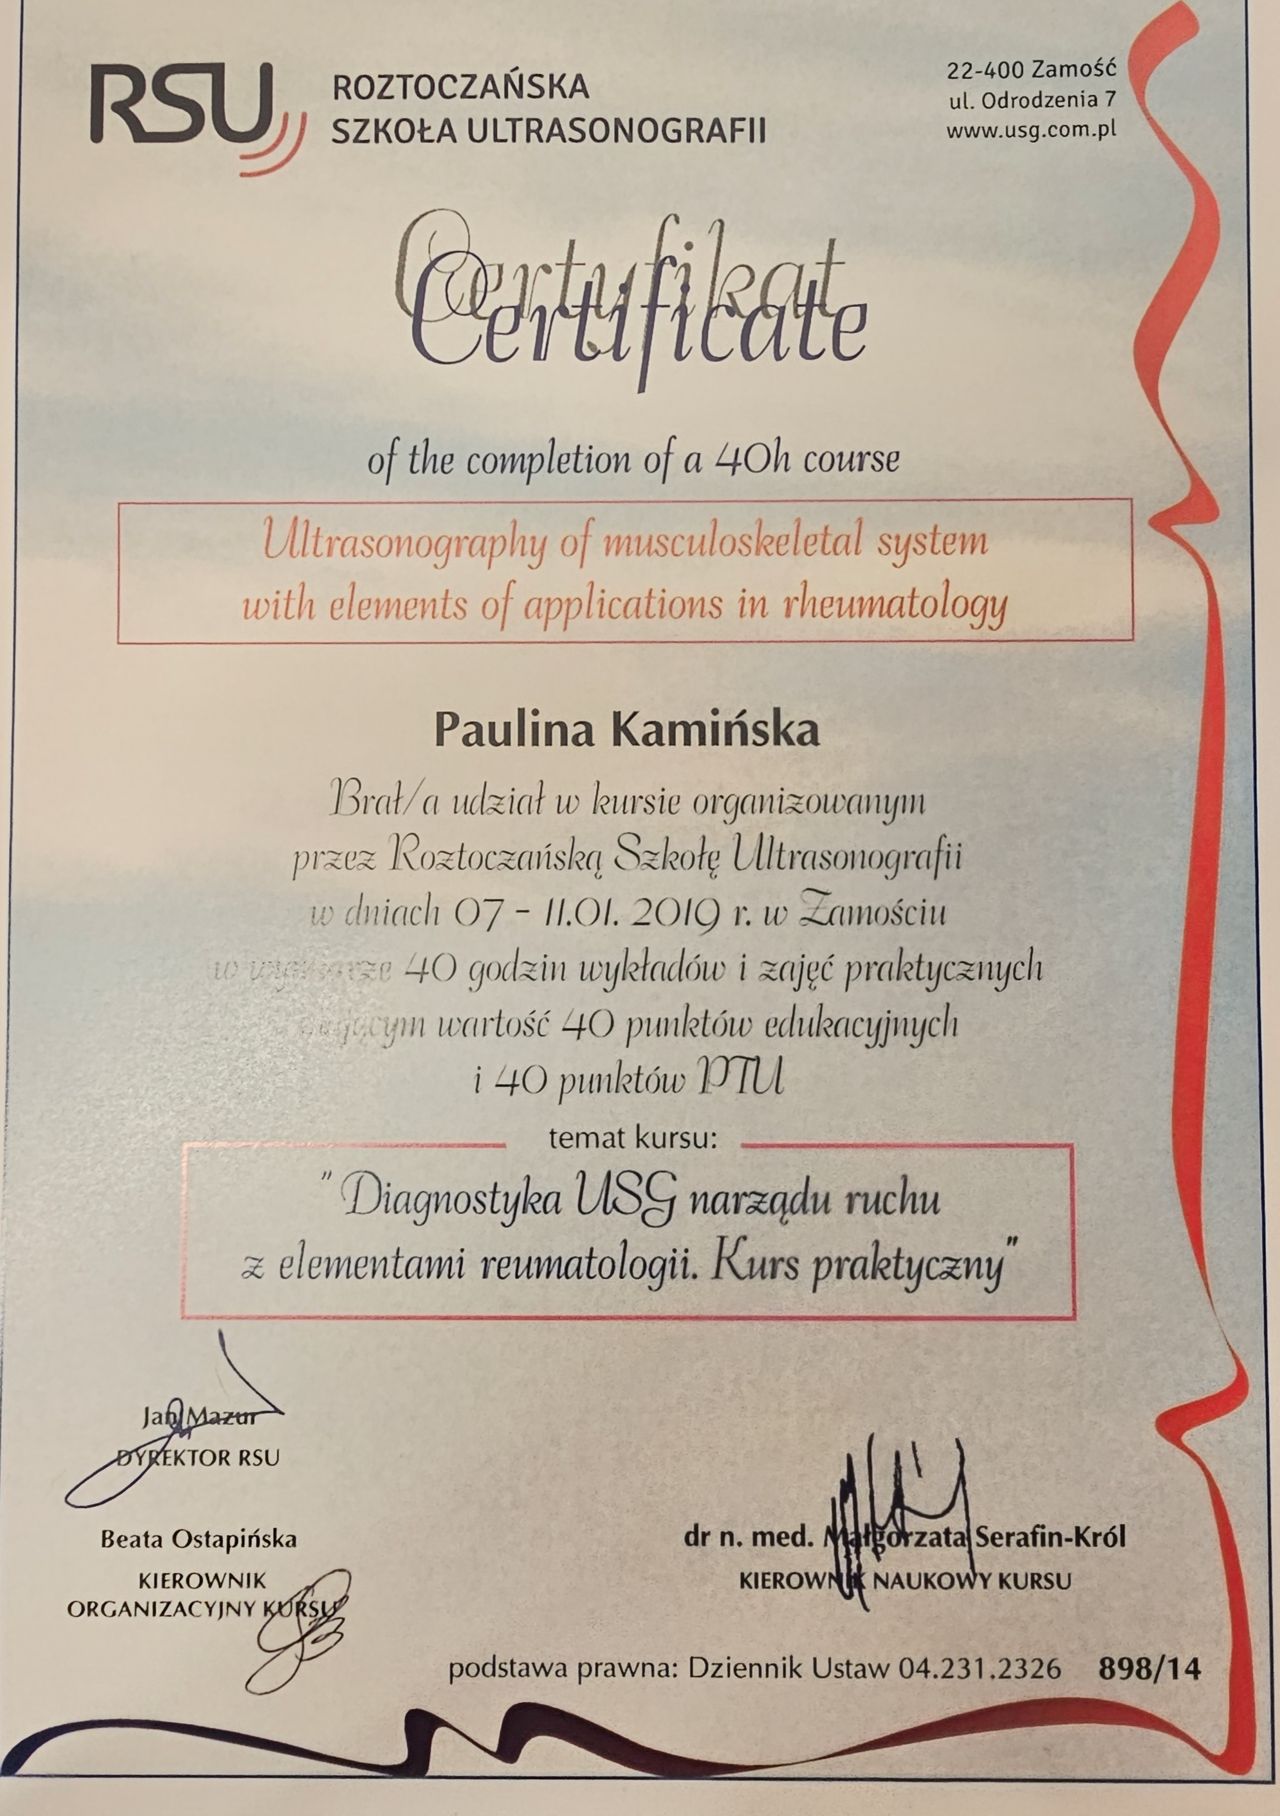 RSU
ROZTOCZAŃSKA
SZKOŁA ULTRASONOGRAFII
22-400 Zamość
ul. Odrodzenia 7
www.usg.com.pl
Certyfikat
Certificate
of the completion of a 40h course
Ultrasonography of musculoskeletal system
with elements of applications in rheumatology
Paulina Kamińska
Brał/a udział w kursie organizowanym
przez Roztoczańską Szkołę Ultrasonografii
w dniach 07 - 11.01. 2019 r. w Zamościu
w 40 godzin wykładów i zajęć praktycznych
wartość 40 punktów edukacyjnych
i 40 punktów PTU
temat kursu:
"Diagnostyka USG narządu ruchu
z elementami reumatologii. Kurs praktyczny"
Jan Mazur
DYREKTOR RSU
Beata Ostapińska
KIEROWNIK
ORGANIZACYJNY KURSU
dr n. med. Małgorzata Serafin-Król
KIEROWNIK NAUKOWY KURSU
podstawa prawna: Dziennik Ustaw 04.231.2326 898/14